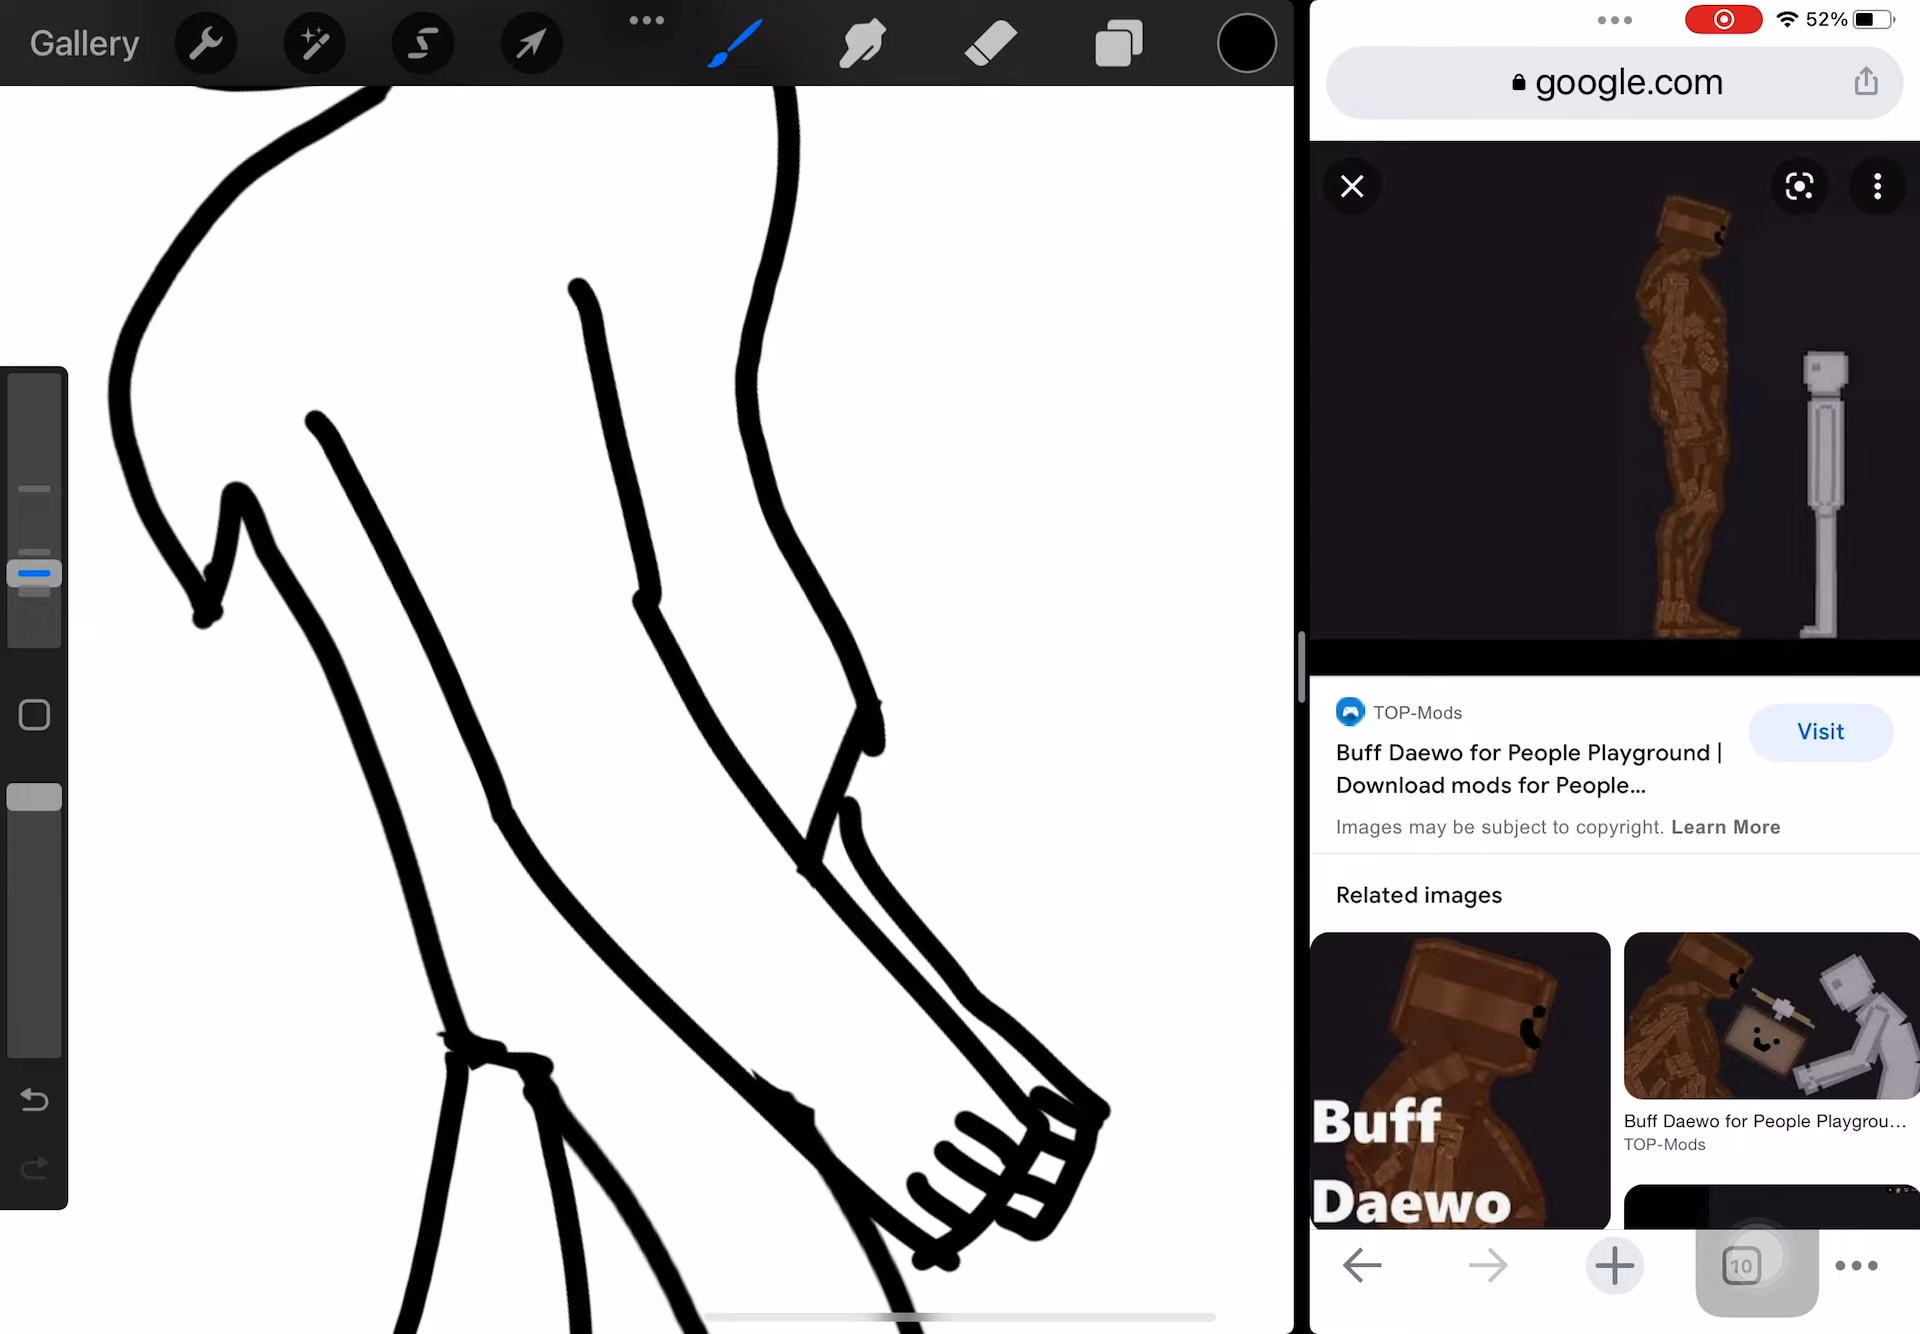 Gallery
52%
google.com
TOP-Mods
Visit
Buff Daewo for People Playground |
Download mods for People...
Images may be subject to copyright. Learn More
Related images
Buff
Daewo
Buff Daewo for People Playgrou...
TOP-Mods
10